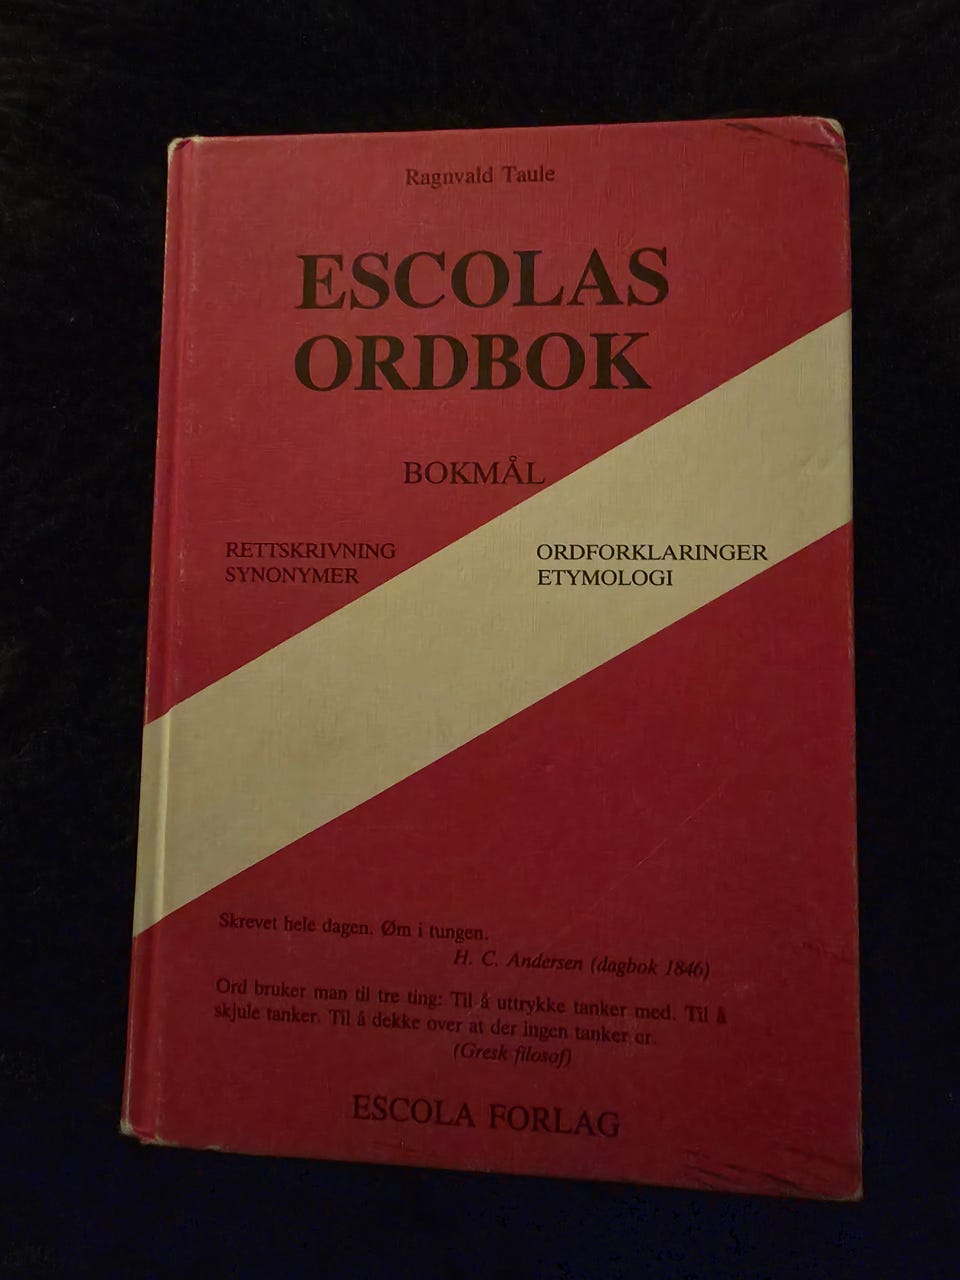 Ragnvald Taule
ESCOLAS
ORDBOK
BOKMÅL
RETTSKRIVNING
SYNONYMER
ORDFORKLARINGER
ETYMOLOGI
Skrevet hele dagen. Øm i tungen.
H. C. Andersen (dagbok 1846)
Ord bruker man til tre ting: Til å uttrykke tanker med. Til å
skjule tanker. Til å dekke over at der ingen tanker er.
(Gresk filosof)
ESCOLA FORLAG